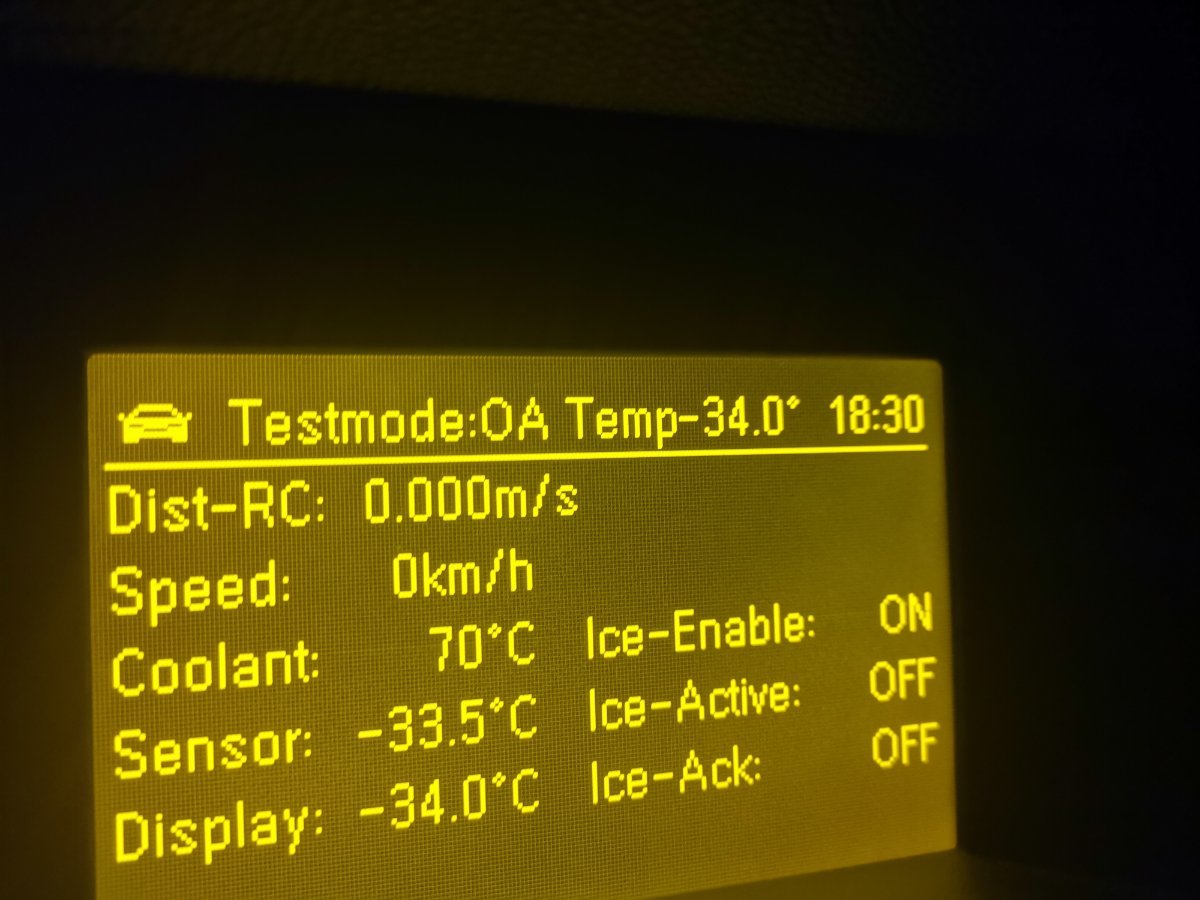 Testmode:OA Temp-34.0° 18:30
Dist-RC: 0.000m/s
Speed: 0km/h
Coolant: 70°C Ice-Enable: ON
Sensor: -33.5°C Ice-Active: OFF
Display: -34.0°C Ice-Ack: OFF